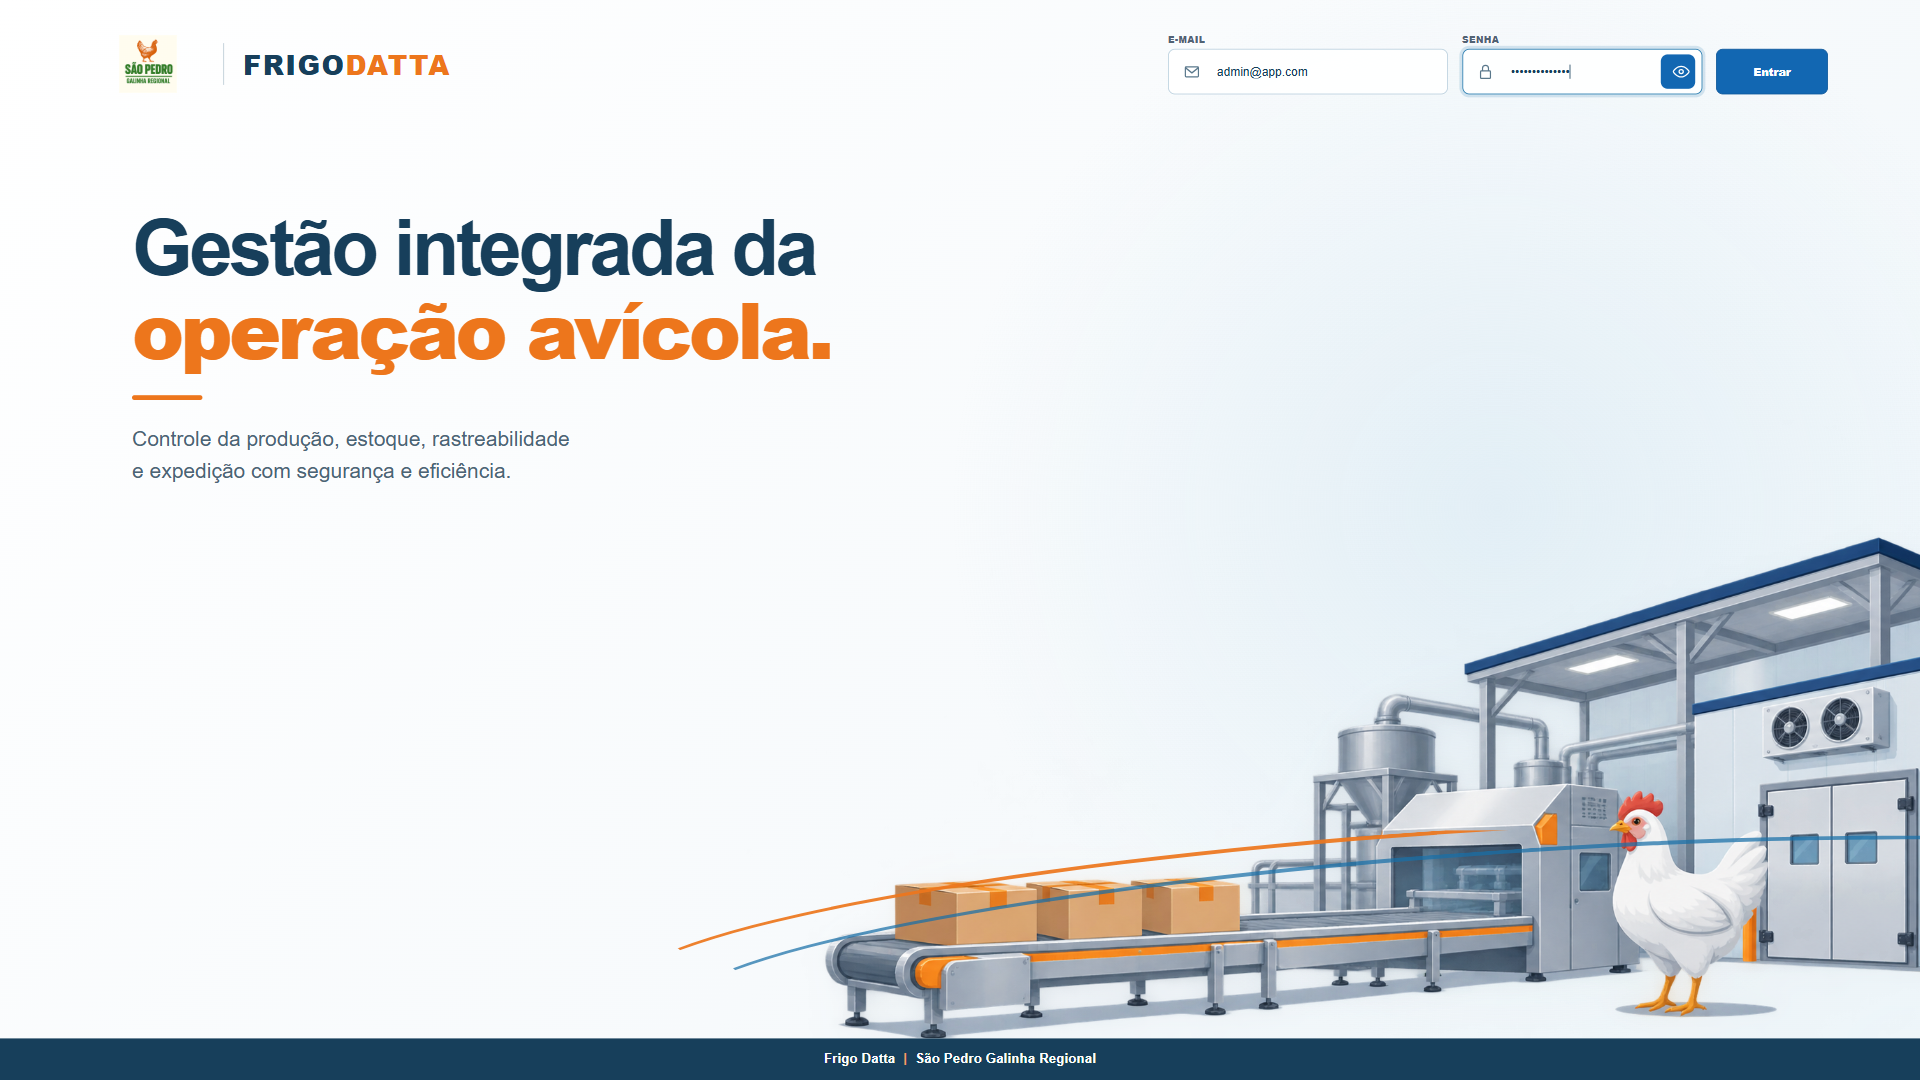 SÃO PEDRO
GALINHA REGIONAL
FRIGODATTA
E-MAIL
admin@app.com
SENHA
••••••••••••••
Entrar
Gestão integrada da
operação avícola.
Controle da produção, estoque, rastreabilidade
e expedição com segurança e eficiência.
Frigo Datta | São Pedro Galinha Regional